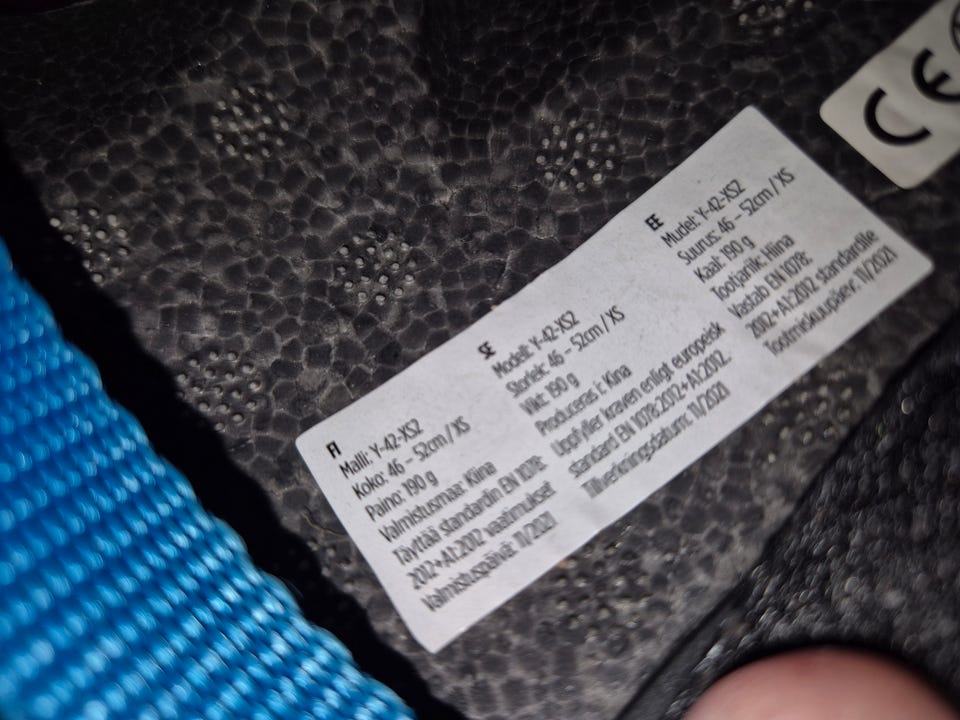 FI
Malli: Y-42-XS2
Koko: 46 – 52cm / XS
Paino: 190 g
Valmistusmaa: Kiina
Täyttää standardin EN 1078:
2012+A1:2012 vaatimukset
Valmistuspäivä: 11/2021
SE
Modell: Y-42-XS2
Storlek: 46 – 52cm / XS
Vikt: 190 g
Produceras i: Kina
Uppfyller kraven enligt europeisk
standard EN 1078:2012+A1:2012.
Tillverkningsdatum: 11/2021
EE
Mudel: Y-42-XS2
Suurus: 46 – 52cm / XS
Kaal: 190 g
Tootjariik: Hiina
Vastab EN 1078:
2012+A1:2012. standardile
Tootmiskuupäev: 11/2021
CE